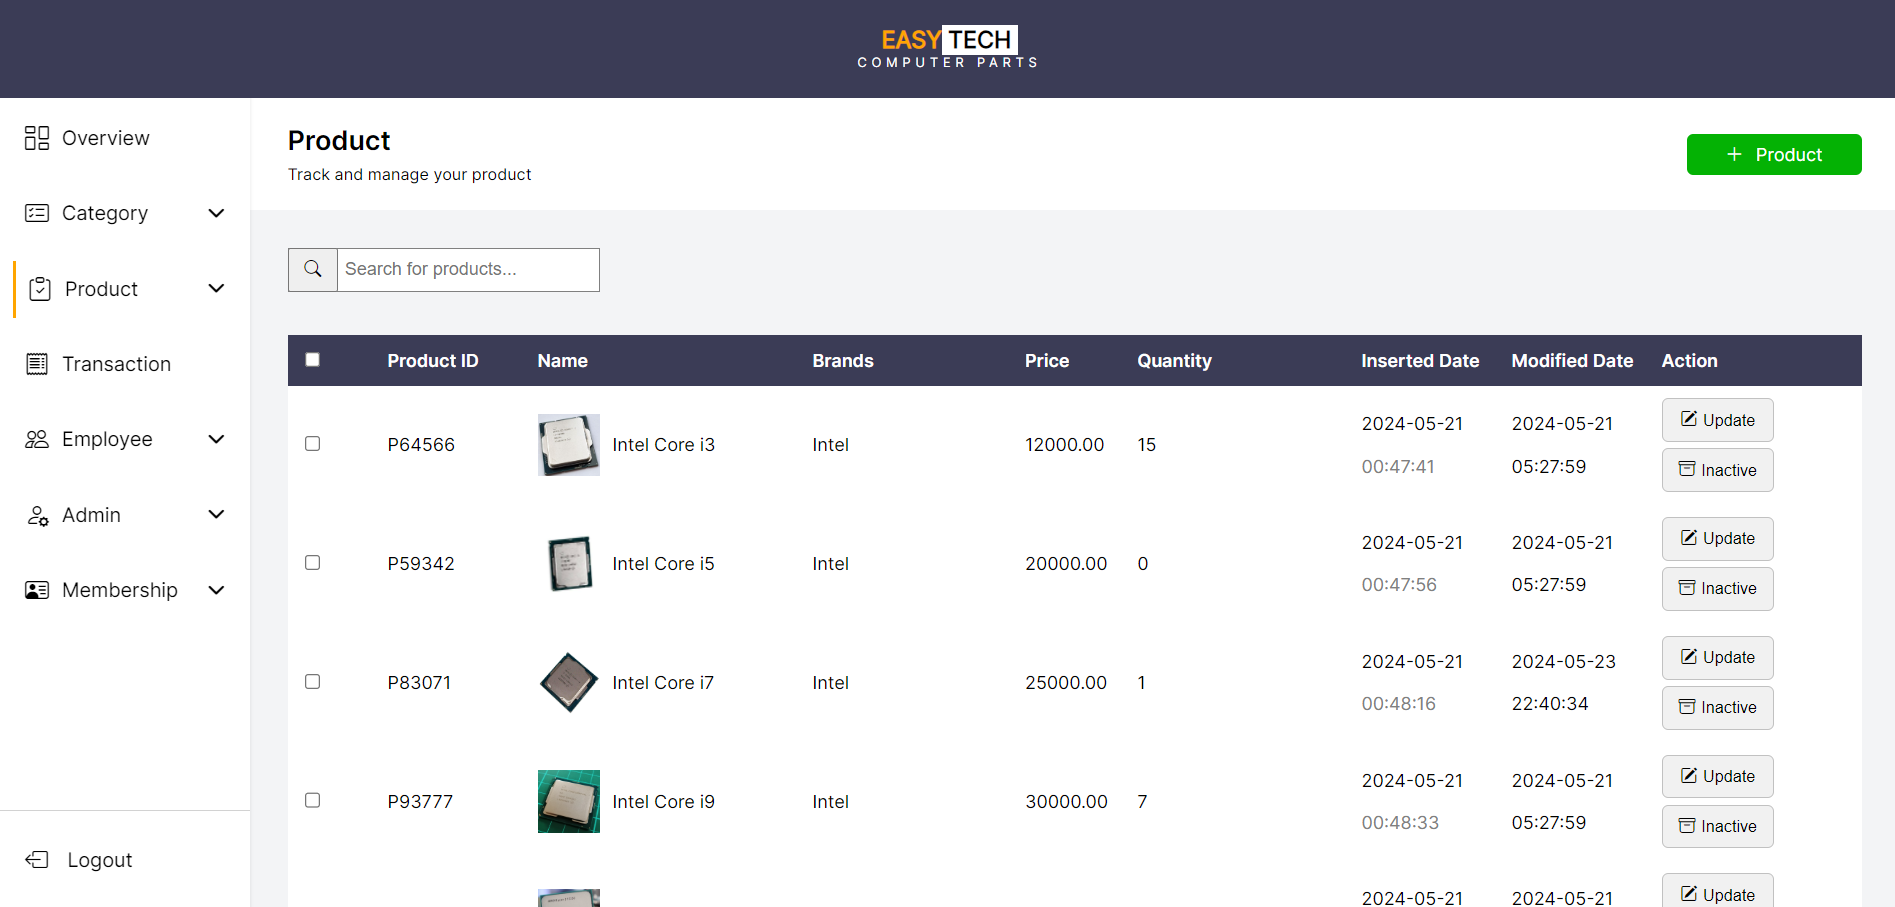 EASY TECH
COMPUTER PARTS
Overview
Category
Product
Transaction
Employee
Admin
Membership
Logout
Product
Track and manage your product
+ Product
Search for products...
Product ID Name Brands Price Quantity Inserted Date Modified Date Action
P64566 Intel Core i3 Intel 12000.00 15 2024-05-21 00:47:41 2024-05-21 05:27:59 Update Inactive
P59342 Intel Core i5 Intel 20000.00 0 2024-05-21 00:47:56 2024-05-21 05:27:59 Update Inactive
P83071 Intel Core i7 Intel 25000.00 1 2024-05-21 00:48:16 2024-05-23 22:40:34 Update Inactive
P93777 Intel Core i9 Intel 30000.00 7 2024-05-21 00:48:33 2024-05-21 05:27:59 Update Inactive
2024-05-21 2024-05-21 Update